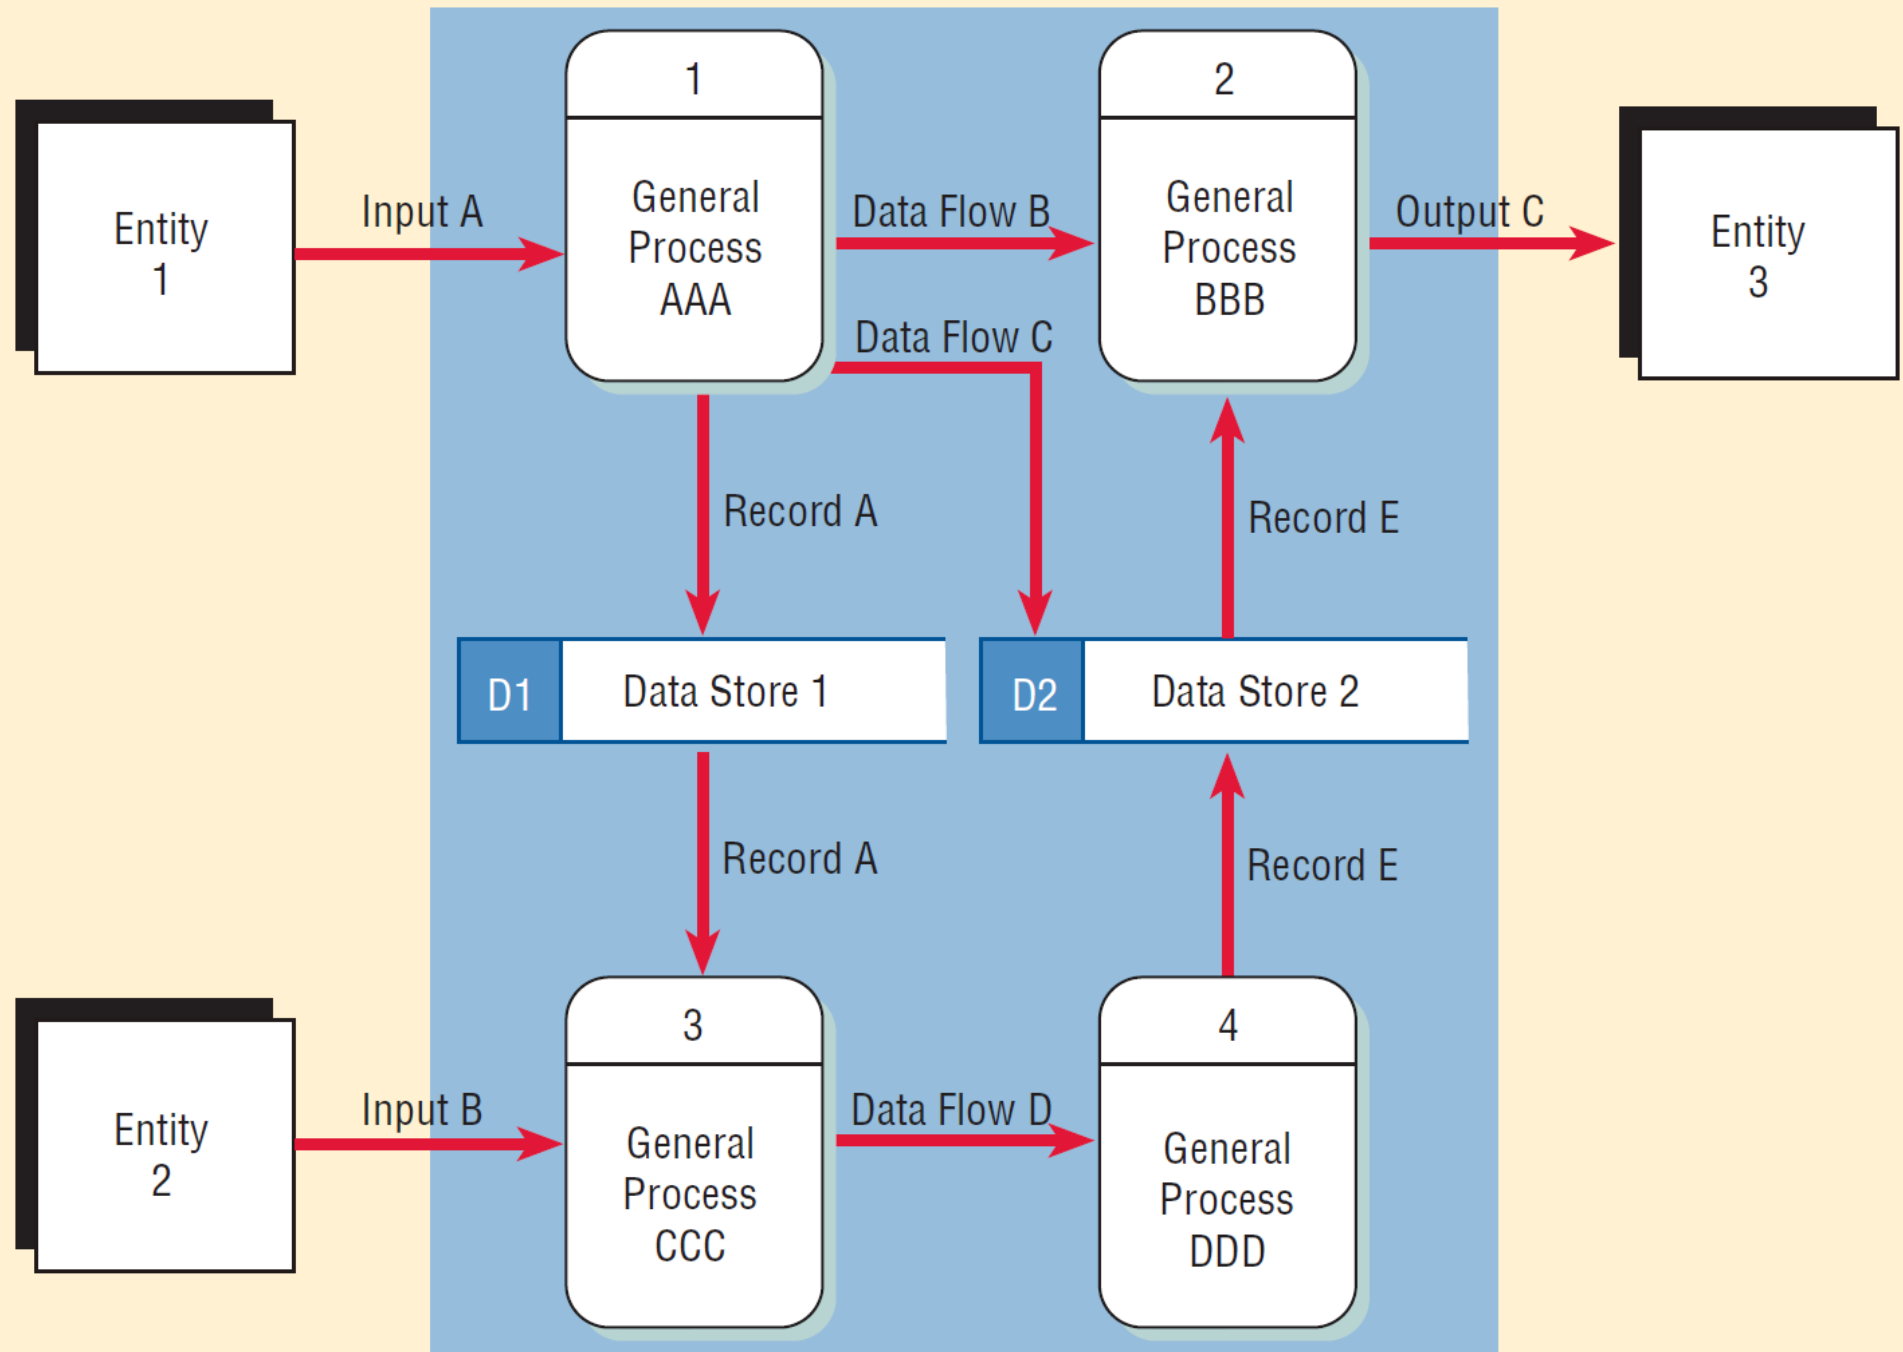 1
2
Entity
1
Input A
General
Process
AAA
Data Flow B
General
Process
BBB
Output C
Entity
3
Data Flow C
Record A
Record E
D1
Data Store 1
D2
Data Store 2
Record A
Record E
3
4
Entity
2
Input B
General
Process
CCC
Data Flow D
General
Process
DDD